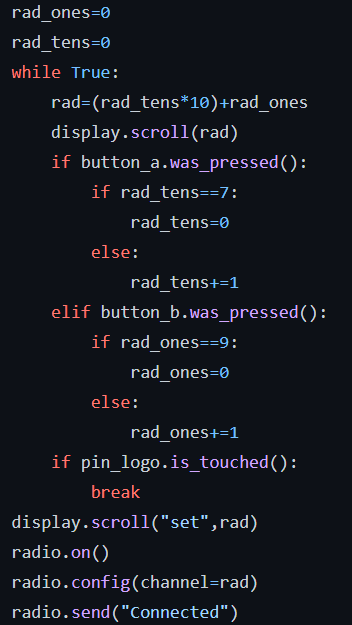 rad_ones=0
rad_tens=0
while True:
    rad=(rad_tens*10)+rad_ones
    display.scroll(rad)
    if button_a.was_pressed():
        if rad_tens==7:
            rad_tens=0
        else:
            rad_tens+=1
    elif button_b.was_pressed():
        if rad_ones==9:
            rad_ones=0
        else:
            rad_ones+=1
    if pin_logo.is_touched():
        break
display.scroll("set",rad)
radio.on()
radio.config(channel=rad)
radio.send("Connected")